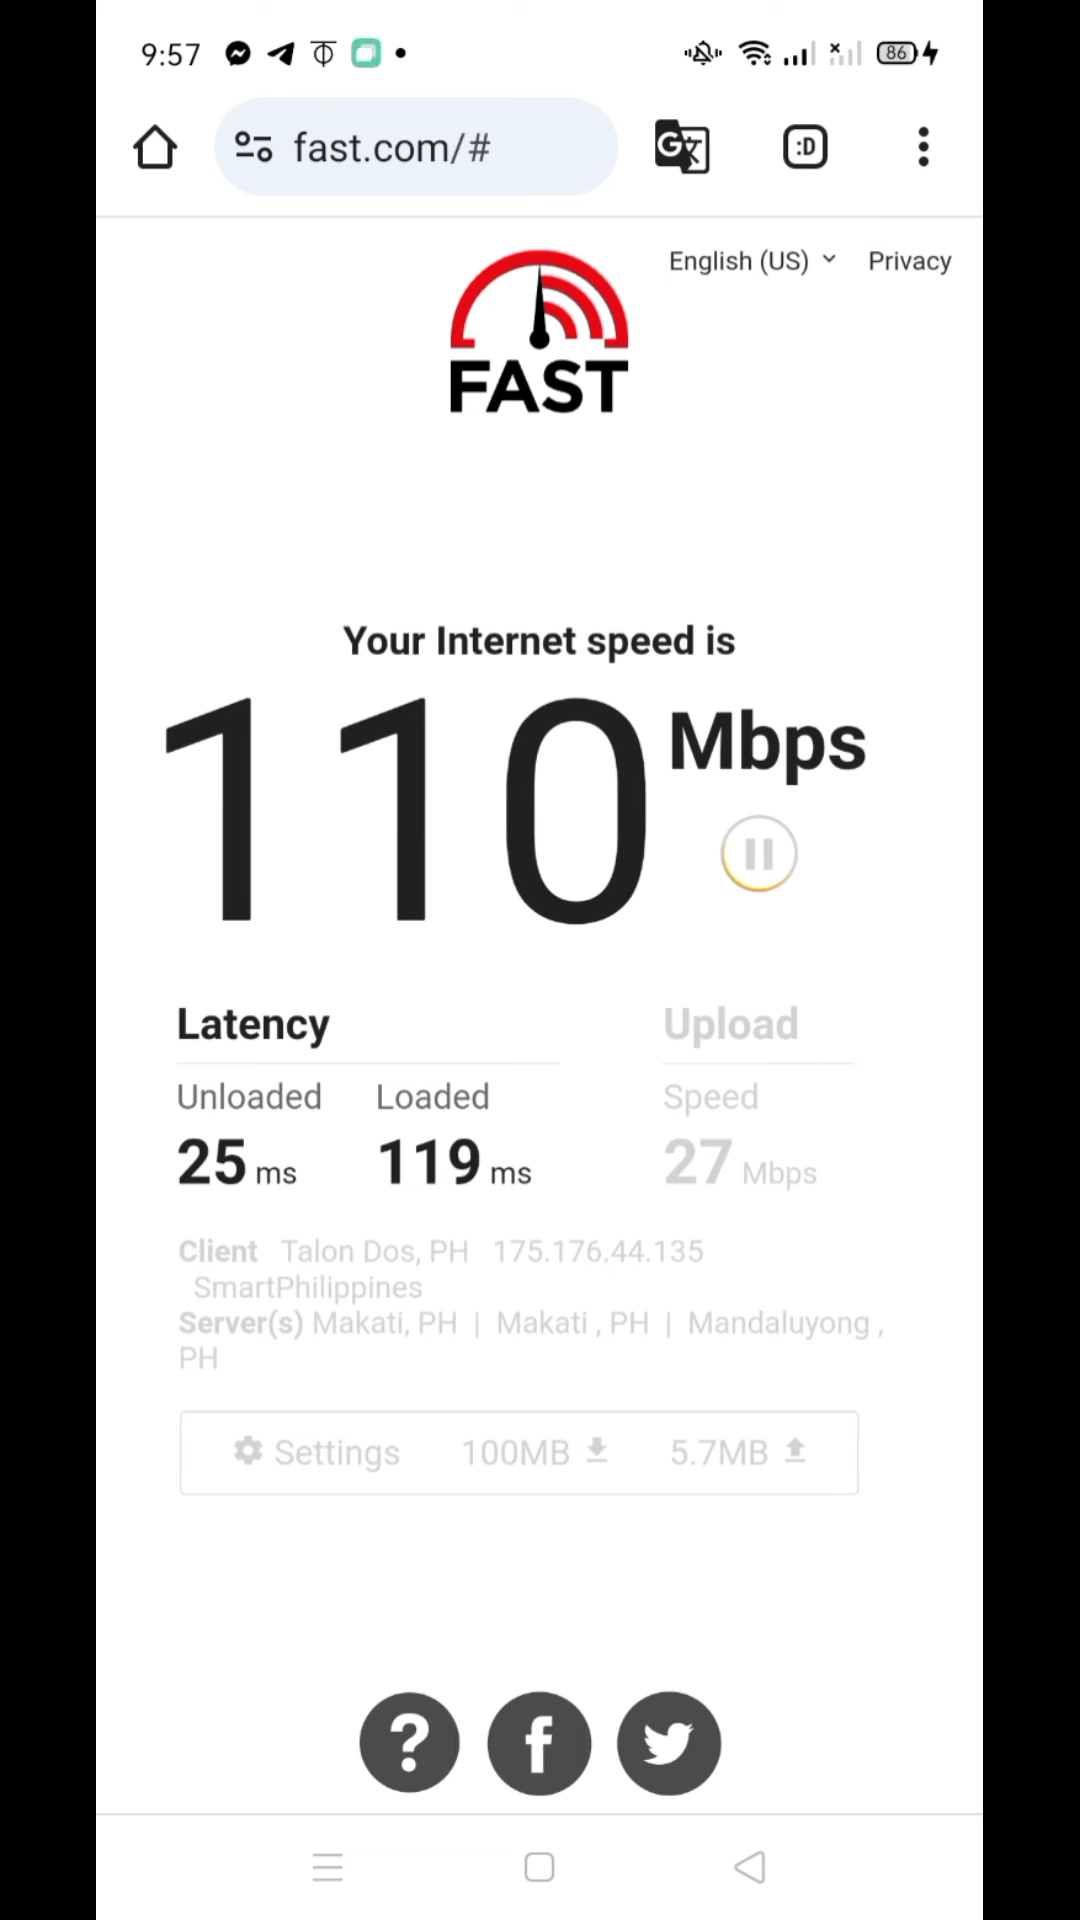 9:57
86
fast.com/#
G
:D
English (US) Privacy
FAST
Your Internet speed is
110 Mbps
Latency Upload
Unloaded Loaded Speed
25 ms 119 ms 27 Mbps
Client Talon Dos, PH 175.176.44.135
SmartPhilippines
Server(s) Makati, PH | Makati , PH | Mandaluyong ,
PH
Settings 100MB 5.7MB